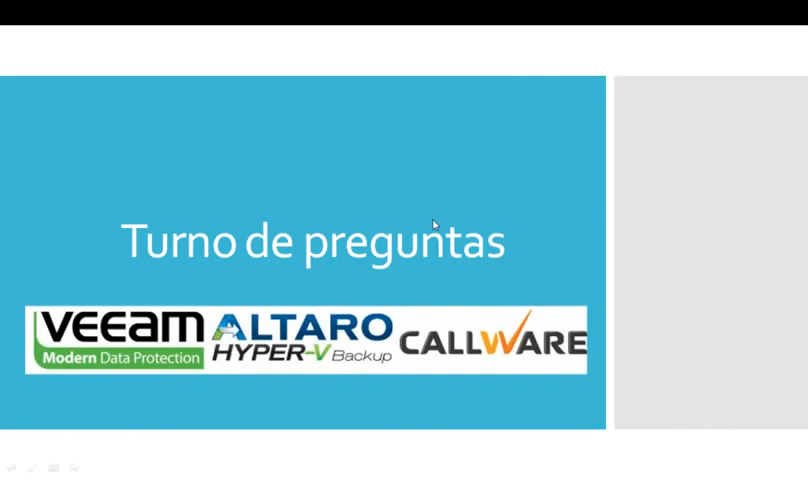 Turno de preguntas
veeam ALTARO CALLWARE
Modern Data Protection HYPER-V Backup